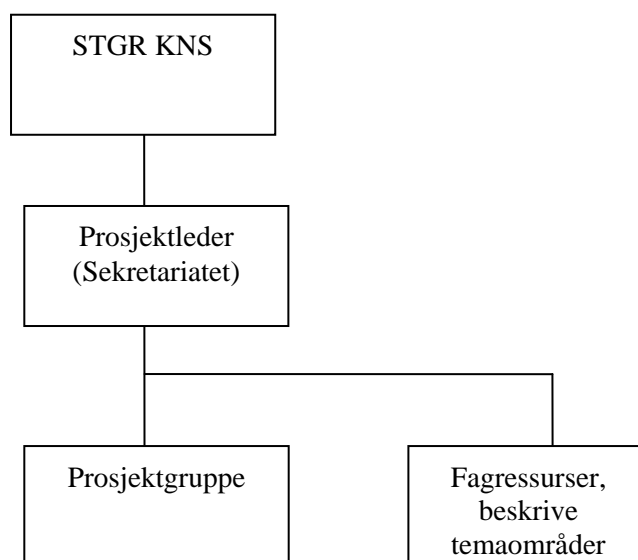 STGR KNS
Prosjektleder
(Sekretariatet)
Prosjektgruppe
Fagressurser,
beskrive
temaområder